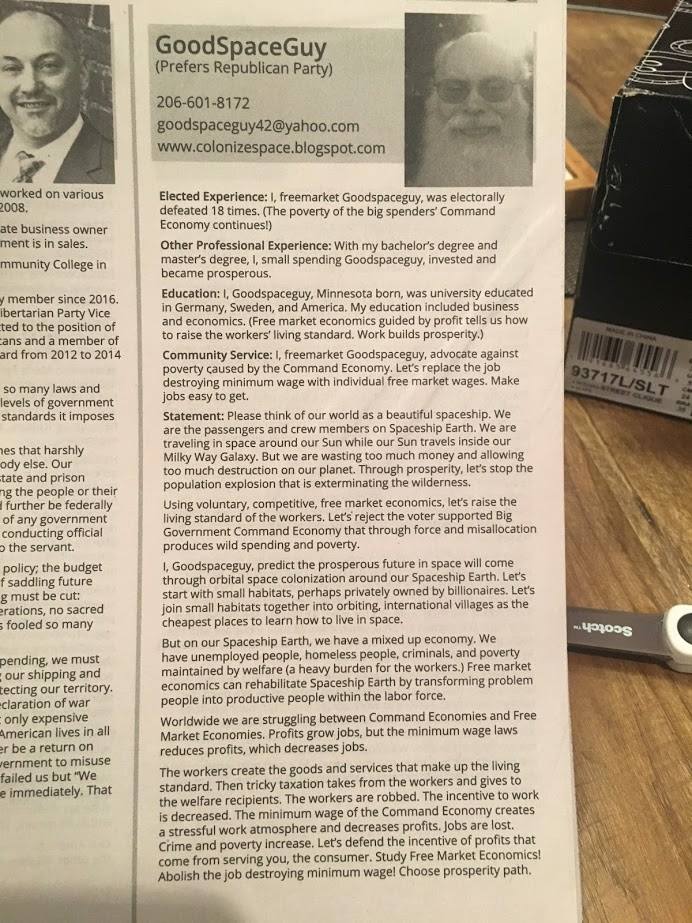 GoodSpaceGuy
(Prefers Republican Party)
206-601-8172
goodspaceguy42@yahoo.com
www.colonizespace.blogspot.com
Elected Experience: I, freemarket Goodspaceguy, was electorally
defeated 18 times. (The poverty of the big spenders' Command
Economy continues!)
Other Professional Experience: With my bachelor's degree and
master's degree, I, small spending Goodspaceguy, invested and
became prosperous.
Education: I, Goodspaceguy, Minnesota born, was university educated
in Germany, Sweden, and America. My education included business
and economics. (Free market economics guided by profit tells us how
to raise the workers' living standard. Work builds prosperity.)
Community Service: I, freemarket Goodspaceguy, advocate against
poverty caused by the Command Economy. Let's replace the job
destroying minimum wage with individual free market wages. Make
jobs easy to get.
Statement: Please think of our world as a beautiful spaceship. We
are the passengers and crew members on Spaceship Earth. We are
traveling in space around our Sun while our Sun travels inside our
Milky Way Galaxy. But we are wasting too much money and allowing
too much destruction on our planet. Through prosperity, let's stop the
population explosion that is exterminating the wilderness.
Using voluntary, competitive, free market economics, let's raise the
living standard of the workers. Let's reject the voter supported Big
Government Command Economy that through force and misallocation
produces wild spending and poverty.
I, Goodspaceguy, predict the prosperous future in space will come
through orbital space colonization around our Spaceship Earth. Let's
start with small habitats, perhaps privately owned by billionaires. Let's
join small habitats together into orbiting, international villages as the
cheapest places to learn how to live in space.
But on our Spaceship Earth, we have a mixed up economy. We
have unemployed people, homeless people, criminals, and poverty
maintained by welfare (a heavy burden for the workers.) Free market
economics can rehabilitate Spaceship Earth by transforming problem
people into productive people within the labor force.
Worldwide we are struggling between Command Economies and Free
Market Economies. Profits grow jobs, but the minimum wage laws
reduces profits, which decreases jobs.
The workers create the goods and services that make up the living
standard. Then tricky taxation takes from the workers and gives to
the welfare recipients. The workers are robbed. The incentive to work
is decreased. The minimum wage of the Command Economy creates
a stressful work atmosphere and decreases profits. Jobs are lost.
Crime and poverty increase. Let's defend the incentive of profits that
come from serving you, the consumer. Study Free Market Economics!
Abolish the job destroying minimum wage! Choose prosperity path.
worked on various
2008.
ate business owner
ment is in sales.
mmunity College in
y member since 2016.
ibertarian Party Vice
ted to the position of
cans and a member of
ard from 2012 to 2014
so many laws and
levels of government
standards it imposes
nes that harshly
ody else. Our
state and prison
ng the people or their
d further be federally
of any government
conducting official
o the servant.
policy; the budget
f saddling future
g must be cut:
erations, no sacred
s fooled so many
pending, we must
our shipping and
tecting our territory.
eclaration of war
only expensive
American lives in all
er be a return on
vernment to misuse
failed us but "We
e immediately. That
MADE IN CHINA
93717L/SLT
STREET CLIQUE
Scotch™